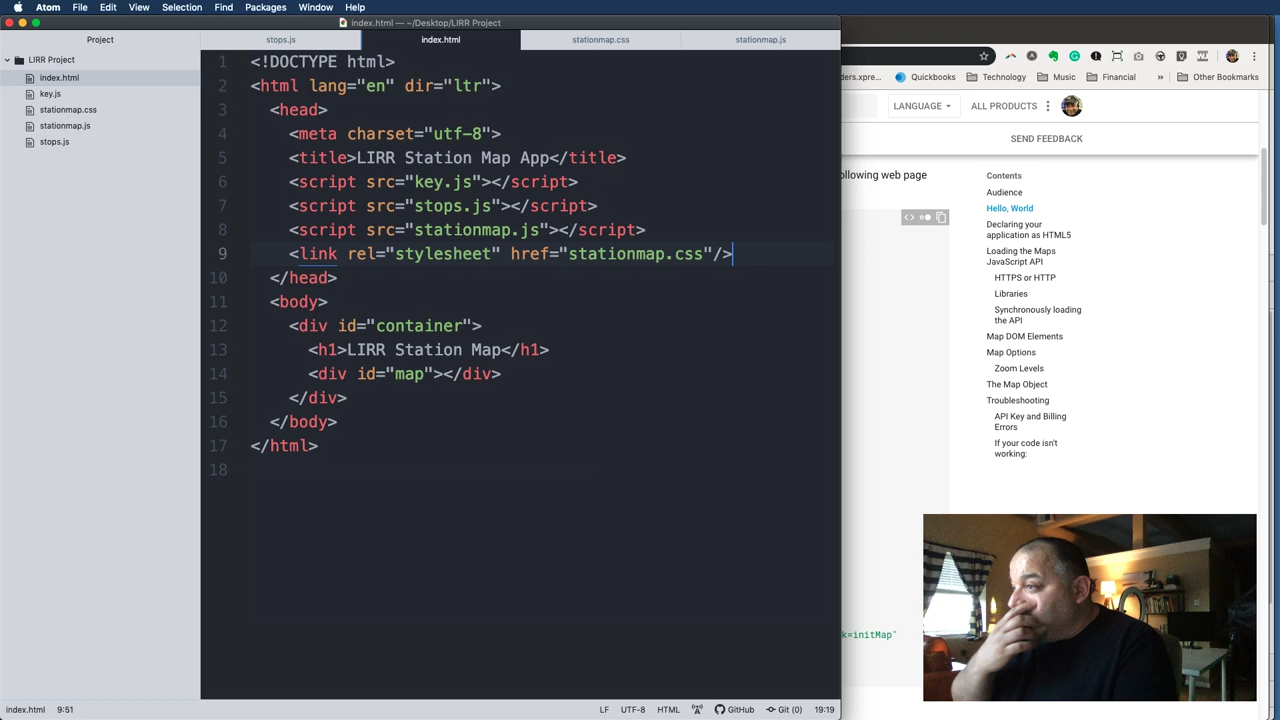 Atom File Edit View Selection Find Packages Window Help
index.html — ~/Desktop/LIRR Project
Project
LIRR Project
index.html
key.js
stationmap.css
stationmap.js
stops.js
stops.js index.html stationmap.css stationmap.js
1 <!DOCTYPE html>
2 <html lang="en" dir="ltr">
3 <head>
4 <meta charset="utf-8">
5 <title>LIRR Station Map App</title>
6 <script src="key.js"></script>
7 <script src="stops.js"></script>
8 <script src="stationmap.js"></script>
9 <link rel="stylesheet" href="stationmap.css"/>
10 </head>
11 <body>
12 <div id="container">
13 <h1>LIRR Station Map</h1>
14 <div id="map"></div>
15 </div>
16 </body>
17 </html>
18
index.html 9:51 LF UTF-8 HTML GitHub Git (0) 19:19
ders.xpre... Quickbooks Technology Music Financial » Other Bookmarks
LANGUAGE ALL PRODUCTS
SEND FEEDBACK
ollowing web page
Contents
Audience
Hello, World
Declaring your
application as HTML5
Loading the Maps
JavaScript API
HTTPS or HTTP
Libraries
Synchronously loading
the API
Map DOM Elements
Map Options
Zoom Levels
The Map Object
Troubleshooting
API Key and Billing
Errors
If your code isn't
working:
k=initMap"